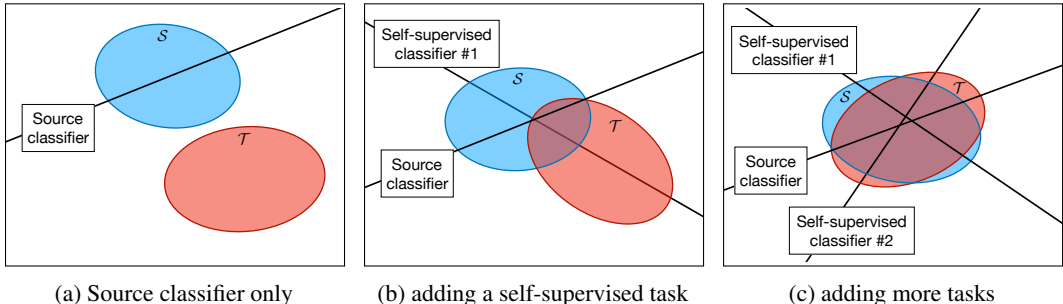 S
Source
classifier
T
(a) Source classifier only
Self-supervised
classifier #1
S
T
Source
classifier
(b) adding a self-supervised task
Self-supervised
classifier #1
S
T
Source
classifier
Self-supervised
classifier #2
(c) adding more tasks